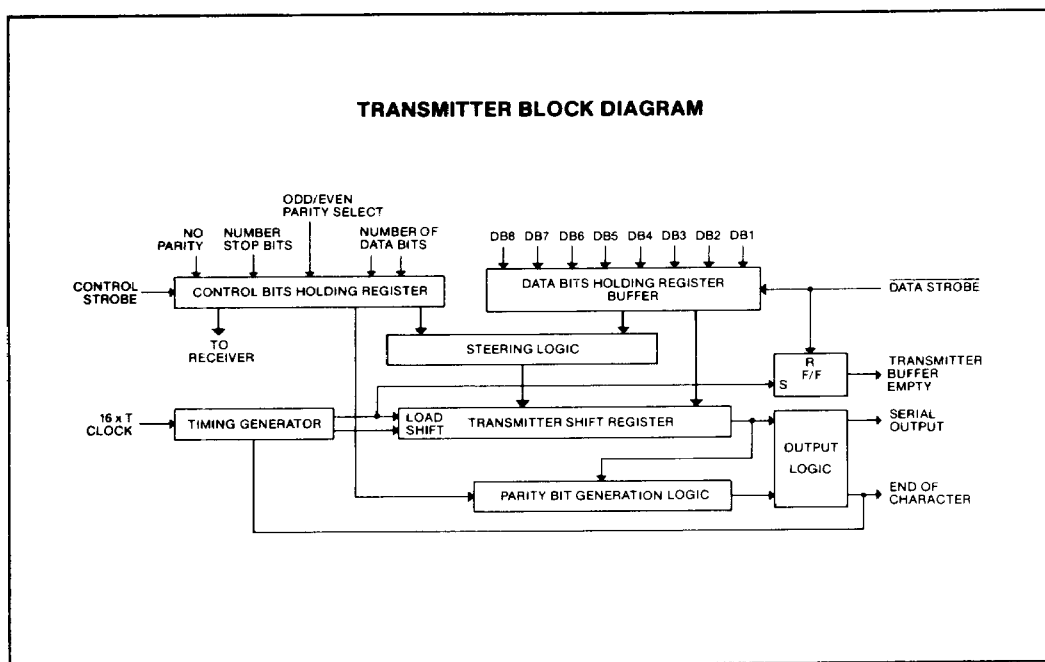 TRANSMITTER BLOCK DIAGRAM
ODD/EVEN
PARITY SELECT
NO
PARITY
NUMBER
STOP BITS
NUMBER OF
DATA BITS
DB8 DB7 DB6 DB5 DB4 DB3 DB2 DB1
CONTROL
STROBE
CONTROL BITS HOLDING REGISTER
DATA BITS HOLDING REGISTER
BUFFER
DATA STROBE
TO
RECEIVER
STEERING LOGIC
R
F/F
S
TRANSMITTER
BUFFER
EMPTY
16 x T
CLOCK
TIMING GENERATOR
LOAD
SHIFT
TRANSMITTER SHIFT REGISTER
OUTPUT
LOGIC
SERIAL
OUTPUT
PARITY BIT GENERATION LOGIC
END OF
CHARACTER